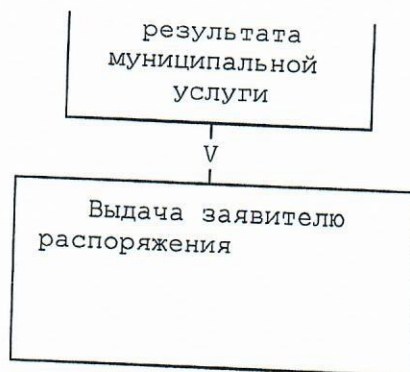 результата
муниципальной
услуги
V
Выдача заявителю
распоряжения